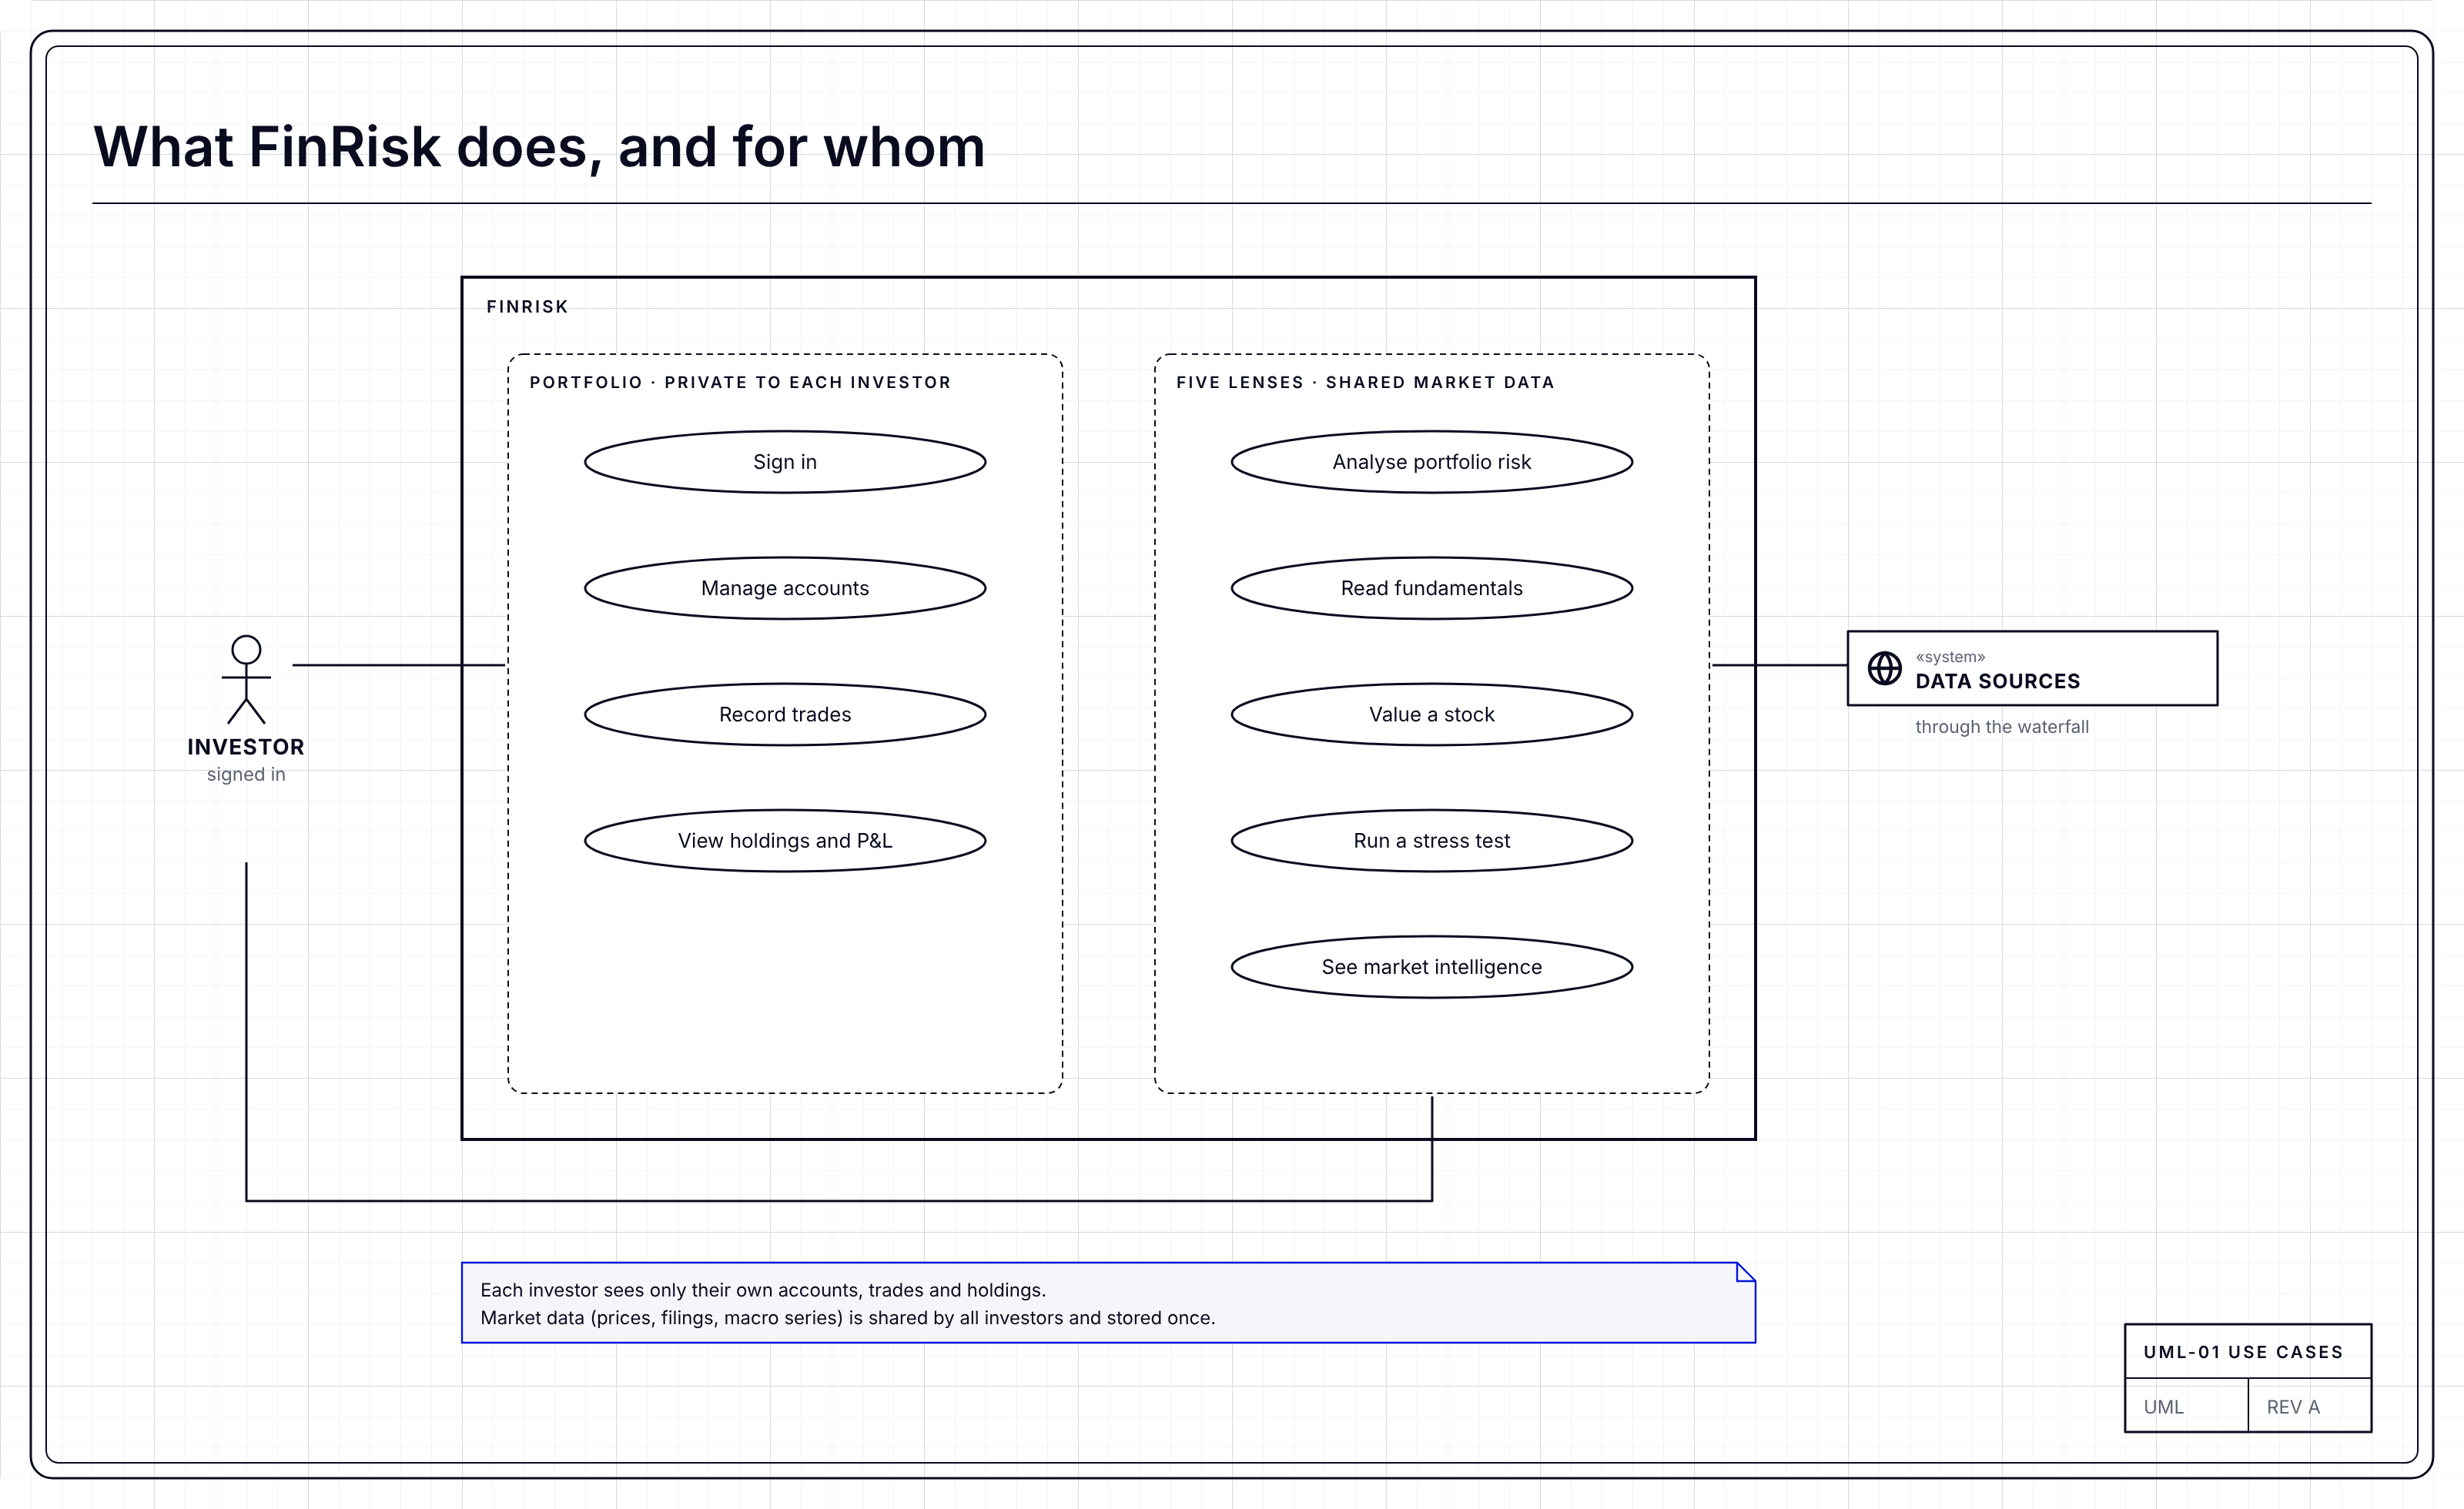 What FinRisk does, and for whom
FINRISK
PORTFOLIO · PRIVATE TO EACH INVESTOR
Sign in
Manage accounts
Record trades
View holdings and P&L
FIVE LENSES · SHARED MARKET DATA
Analyse portfolio risk
Read fundamentals
Value a stock
Run a stress test
See market intelligence
INVESTOR
signed in
«system»
DATA SOURCES
through the waterfall
Each investor sees only their own accounts, trades and holdings.
Market data (prices, filings, macro series) is shared by all investors and stored once.
UML-01 USE CASES
UML
REV A